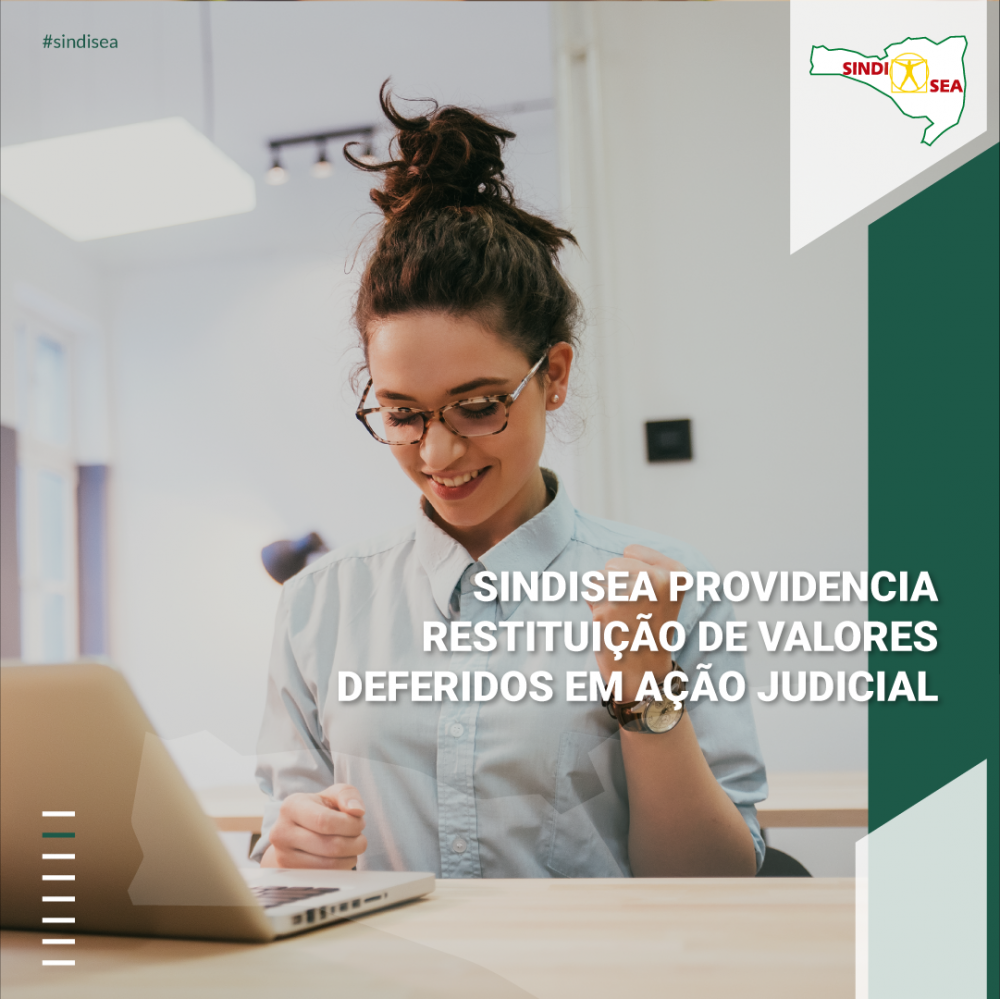 #sindisea
SINDI SEA
SINDISEA PROVIDENCIA
RESTITUIÇÃO DE VALORES
DEFERIDOS EM AÇÃO JUDICIAL